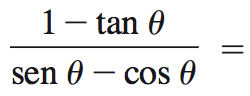 1 − tan θ
sen θ − cos θ =